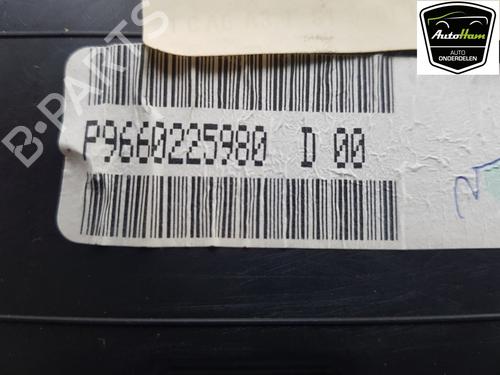 AutoHam
AUTO
ONDERDELEN
P9660225980 D 00
B-PARTS